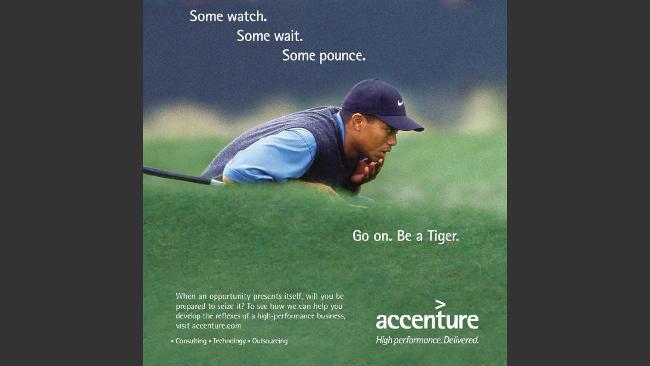 Some watch.
Some wait.
Some pounce.
Go on. Be a Tiger.
When an opportunity presents itself, will you be
prepared to seize it? To see how we can help you
develop the reflexes of a high-performance business,
visit accenture.com
• Consulting • Technology • Outsourcing
>
accenture
High performance. Delivered.